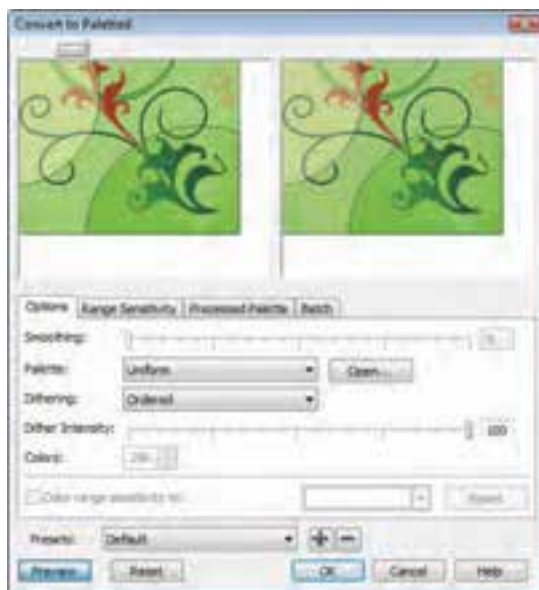 Convert to Paletted
Options Range Sensitivity Processed Palette Batch
Smoothing:
Palette: Uniform Open...
Dithering: Ordered
Dither Intensity: 100
Colors: 256
Color range sensitivity to:
Presets: Default + −
Preview Reset OK Cancel Help